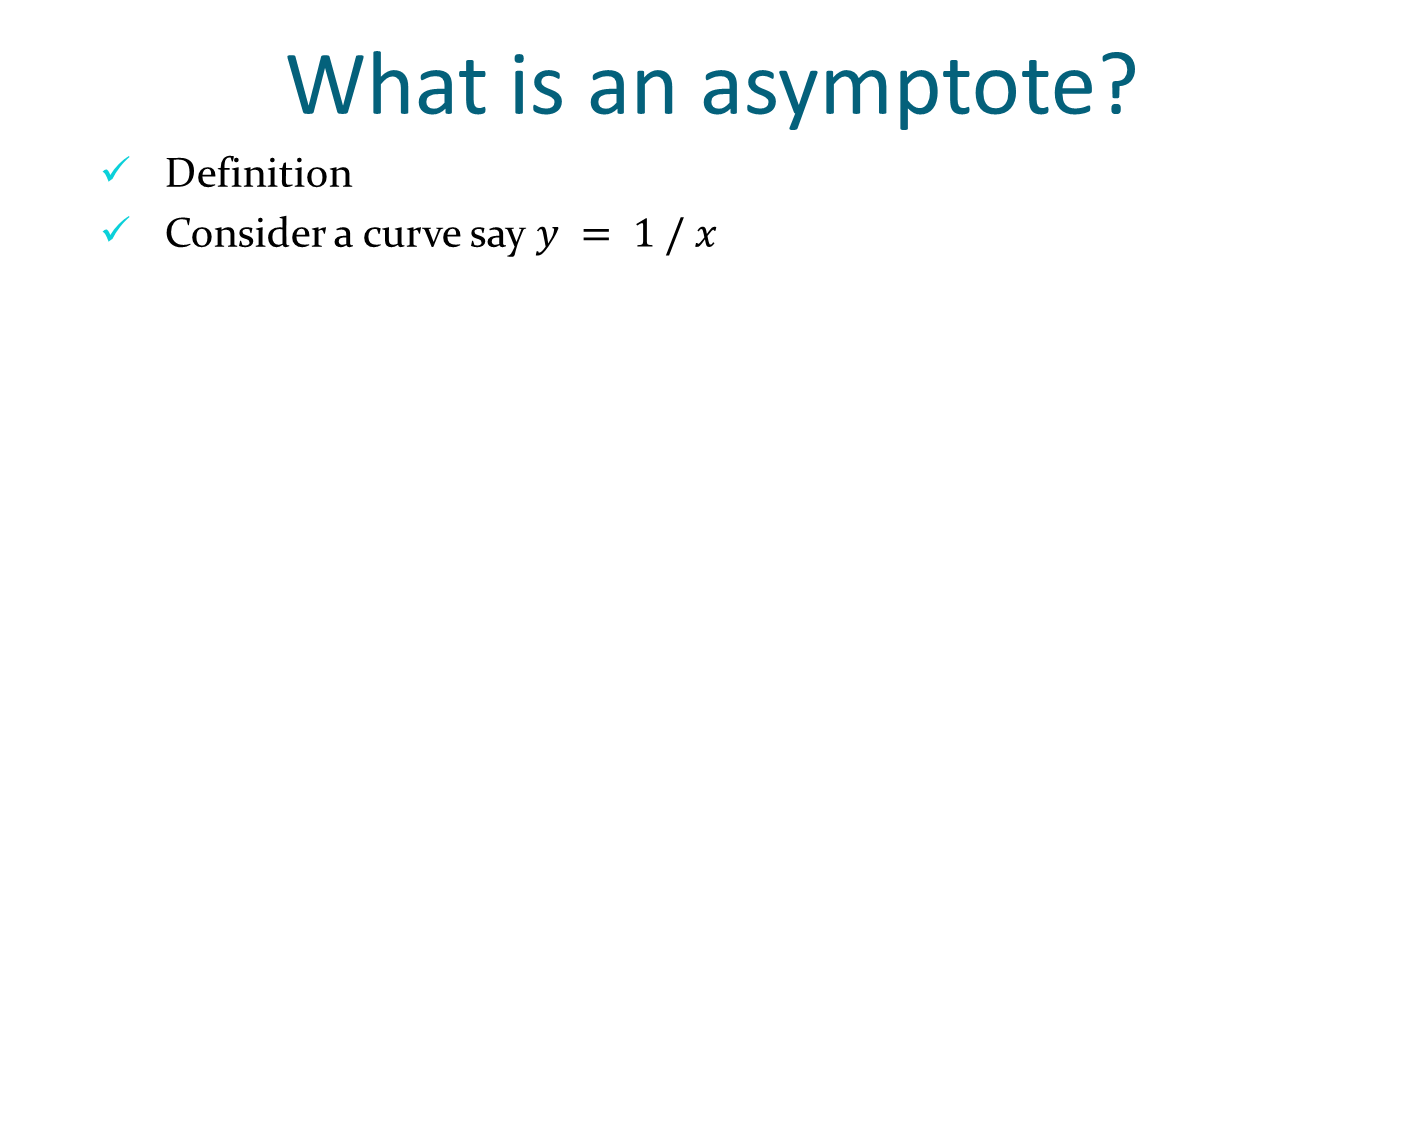 What is an asymptote?
✓ Definition
✓ Consider a curve say y = 1 / x